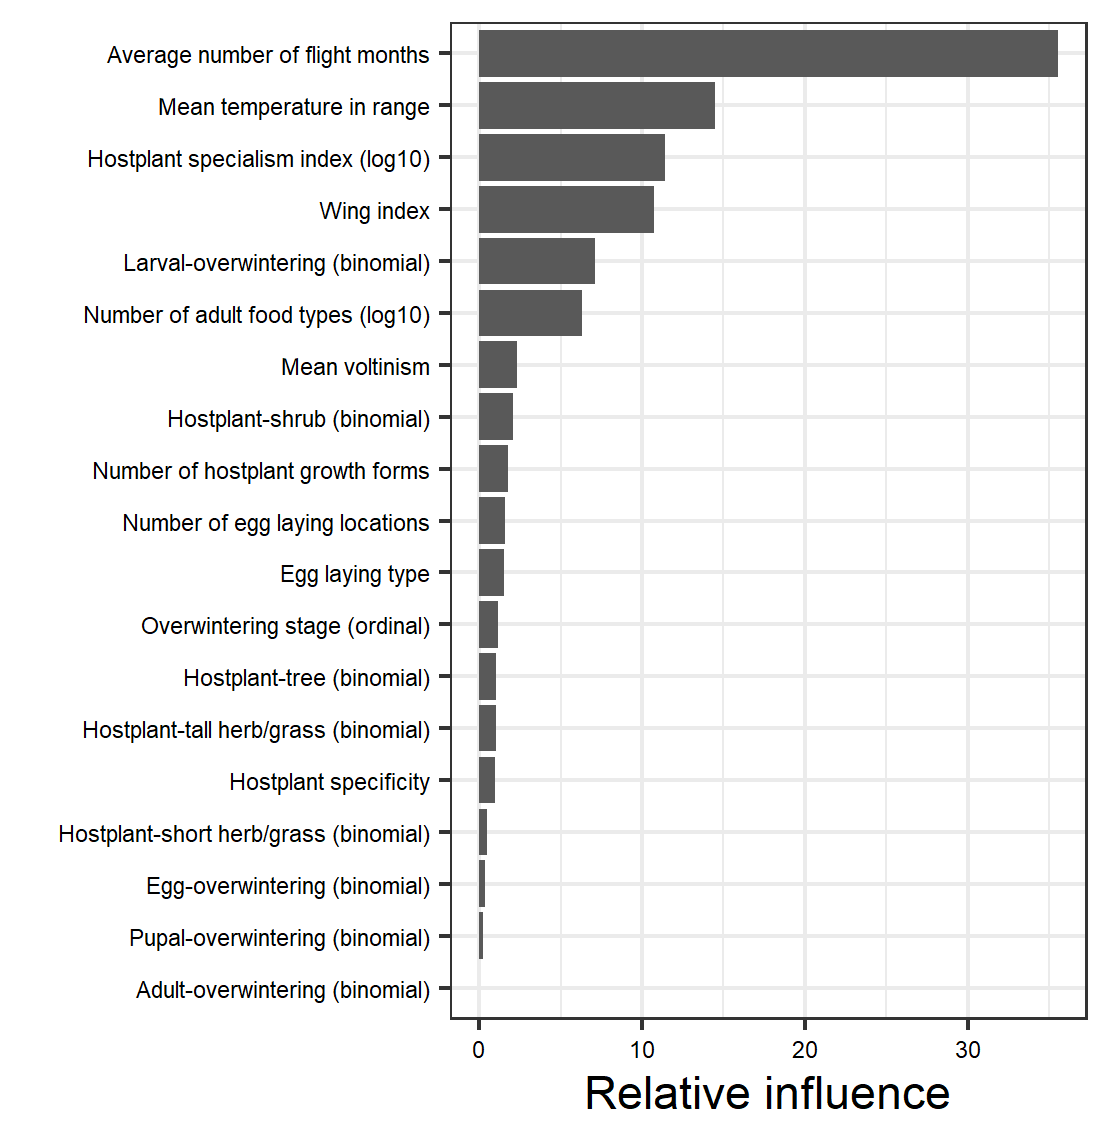 Average number of flight months
Mean temperature in range
Hostplant specialism index (log10)
Wing index
Larval-overwintering (binomial)
Number of adult food types (log10)
Mean voltinism
Hostplant-shrub (binomial)
Number of hostplant growth forms
Number of egg laying locations
Egg laying type
Overwintering stage (ordinal)
Hostplant-tree (binomial)
Hostplant-tall herb/grass (binomial)
Hostplant specificity
Hostplant-short herb/grass (binomial)
Egg-overwintering (binomial)
Pupal-overwintering (binomial)
Adult-overwintering (binomial)
0 10 20 30
Relative influence